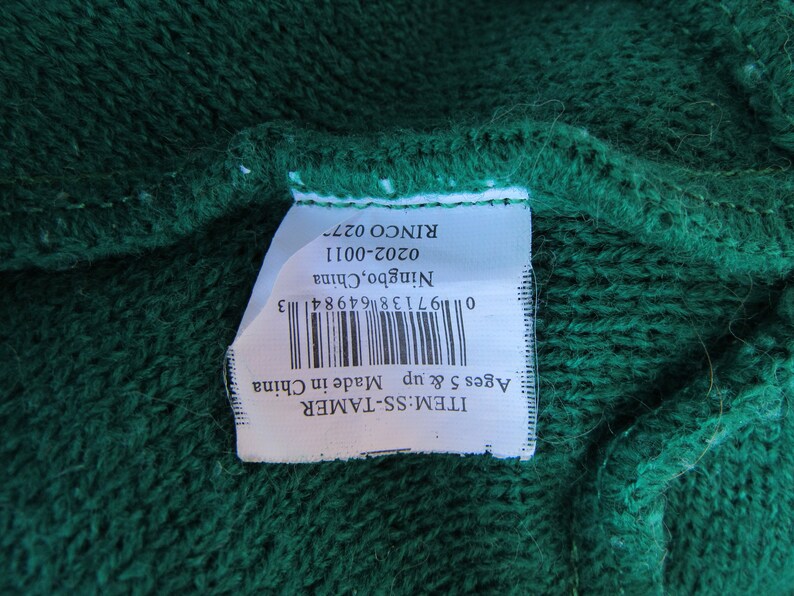 ITEM:SS-TAMER
Ages 5 & up Made in China
0 97138 64984 3
Ningbo,China
0202-0011
RINCO 027